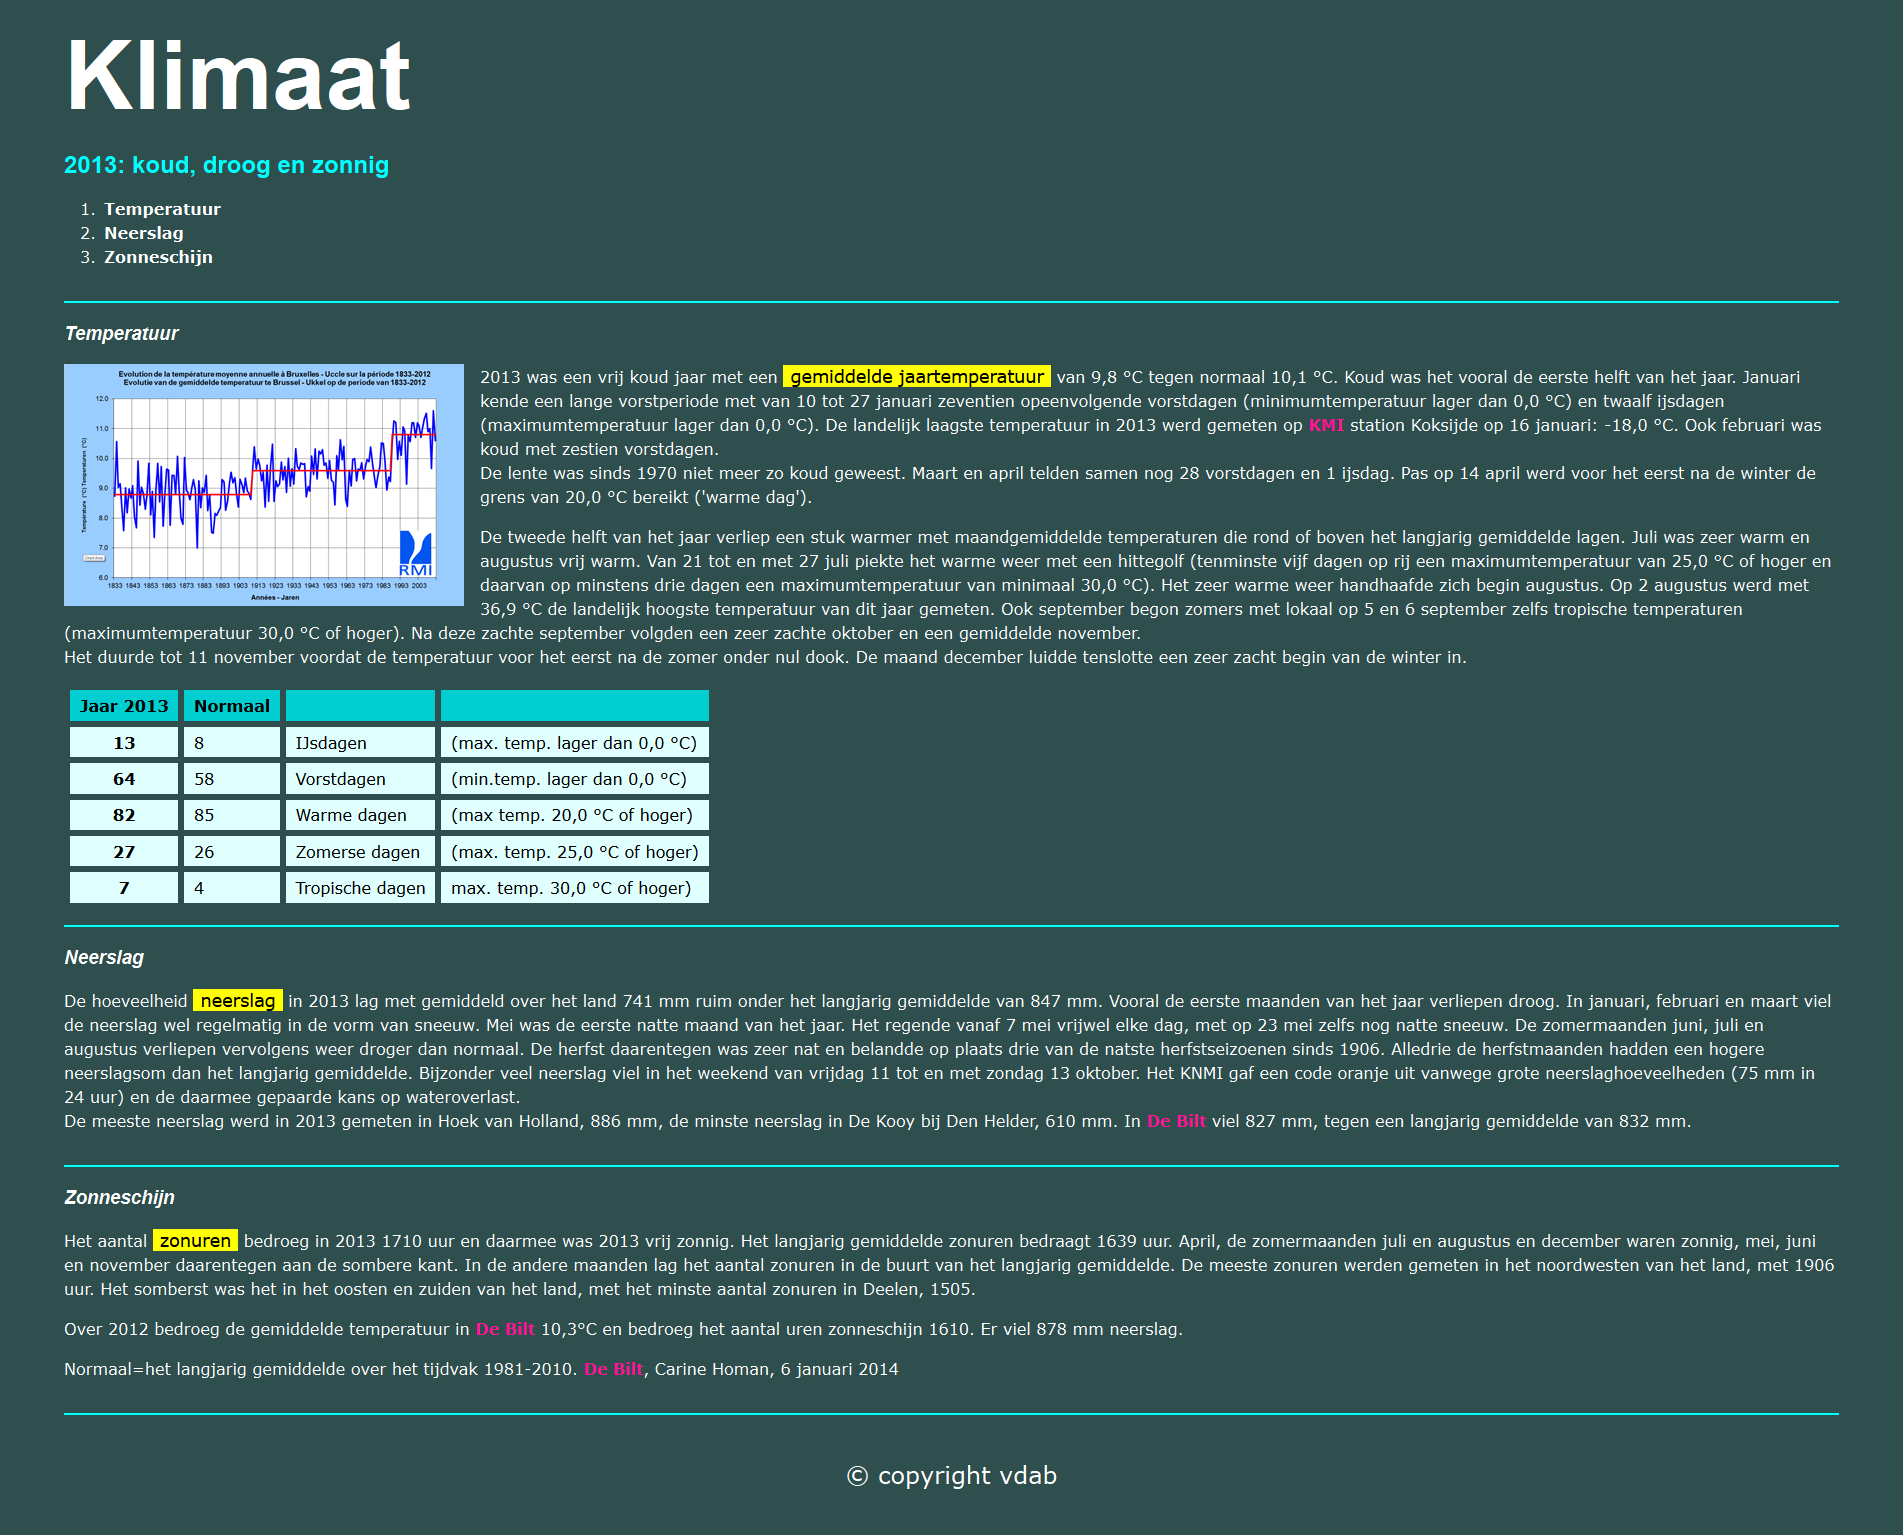 Klimaat
2013: koud, droog en zonnig
1. Temperatuur
2. Neerslag
3. Zonneschijn
Temperatuur
Evolution de la température moyenne annuelle à Bruxelles - Uccle sur la période 1833-2012
Evolutie van de gemiddelde temperatuur te Brussel - Ukkel op de periode van 1833-2012
12.0
11.0
10.0
9.0
8.0
7.0
6.0
Température (°C) Temperaturen (°C)
1833 1843 1853 1863 1873 1883 1893 1903 1913 1923 1933 1943 1953 1963 1973 1983 1993 2003
Années - Jaren
RMI
2013 was een vrij koud jaar met een gemiddelde jaartemperatuur van 9,8 °C tegen normaal 10,1 °C. Koud was het vooral de eerste helft van het jaar. Januari
kende een lange vorstperiode met van 10 tot 27 januari zeventien opeenvolgende vorstdagen (minimumtemperatuur lager dan 0,0 °C) en twaalf ijsdagen
(maximumtemperatuur lager dan 0,0 °C). De landelijk laagste temperatuur in 2013 werd gemeten op KMI station Koksijde op 16 januari: -18,0 °C. Ook februari was
koud met zestien vorstdagen.
De lente was sinds 1970 niet meer zo koud geweest. Maart en april telden samen nog 28 vorstdagen en 1 ijsdag. Pas op 14 april werd voor het eerst na de winter de
grens van 20,0 °C bereikt ('warme dag').
De tweede helft van het jaar verliep een stuk warmer met maandgemiddelde temperaturen die rond of boven het langjarig gemiddelde lagen. Juli was zeer warm en
augustus vrij warm. Van 21 tot en met 27 juli piekte het warme weer met een hittegolf (tenminste vijf dagen op rij een maximumtemperatuur van 25,0 °C of hoger en
daarvan op minstens drie dagen een maximumtemperatuur van minimaal 30,0 °C). Het zeer warme weer handhaafde zich begin augustus. Op 2 augustus werd met
36,9 °C de landelijk hoogste temperatuur van dit jaar gemeten. Ook september begon zomers met lokaal op 5 en 6 september zelfs tropische temperaturen
(maximumtemperatuur 30,0 °C of hoger). Na deze zachte september volgden een zeer zachte oktober en een gemiddelde november.
Het duurde tot 11 november voordat de temperatuur voor het eerst na de zomer onder nul dook. De maand december luidde tenslotte een zeer zacht begin van de winter in.
Jaar 2013 Normaal
13 8 IJsdagen (max. temp. lager dan 0,0 °C)
64 58 Vorstdagen (min.temp. lager dan 0,0 °C)
82 85 Warme dagen (max temp. 20,0 °C of hoger)
27 26 Zomerse dagen (max. temp. 25,0 °C of hoger)
7 4 Tropische dagen max. temp. 30,0 °C of hoger)
Neerslag
De hoeveelheid neerslag in 2013 lag met gemiddeld over het land 741 mm ruim onder het langjarig gemiddelde van 847 mm. Vooral de eerste maanden van het jaar verliepen droog. In januari, februari en maart viel
de neerslag wel regelmatig in de vorm van sneeuw. Mei was de eerste natte maand van het jaar. Het regende vanaf 7 mei vrijwel elke dag, met op 23 mei zelfs nog natte sneeuw. De zomermaanden juni, juli en
augustus verliepen vervolgens weer droger dan normaal. De herfst daarentegen was zeer nat en belandde op plaats drie van de natste herfstseizoenen sinds 1906. Alledrie de herfstmaanden hadden een hogere
neerslagsom dan het langjarig gemiddelde. Bijzonder veel neerslag viel in het weekend van vrijdag 11 tot en met zondag 13 oktober. Het KNMI gaf een code oranje uit vanwege grote neerslaghoeveelheden (75 mm in
24 uur) en de daarmee gepaarde kans op wateroverlast.
De meeste neerslag werd in 2013 gemeten in Hoek van Holland, 886 mm, de minste neerslag in De Kooy bij Den Helder, 610 mm. In De Bilt viel 827 mm, tegen een langjarig gemiddelde van 832 mm.
Zonneschijn
Het aantal zonuren bedroeg in 2013 1710 uur en daarmee was 2013 vrij zonnig. Het langjarig gemiddelde zonuren bedraagt 1639 uur. April, de zomermaanden juli en augustus en december waren zonnig, mei, juni
en november daarentegen aan de sombere kant. In de andere maanden lag het aantal zonuren in de buurt van het langjarig gemiddelde. De meeste zonuren werden gemeten in het noordwesten van het land, met 1906
uur. Het somberst was het in het oosten en zuiden van het land, met het minste aantal zonuren in Deelen, 1505.
Over 2012 bedroeg de gemiddelde temperatuur in De Bilt 10,3°C en bedroeg het aantal uren zonneschijn 1610. Er viel 878 mm neerslag.
Normaal=het langjarig gemiddelde over het tijdvak 1981-2010. De Bilt, Carine Homan, 6 januari 2014
© copyright vdab